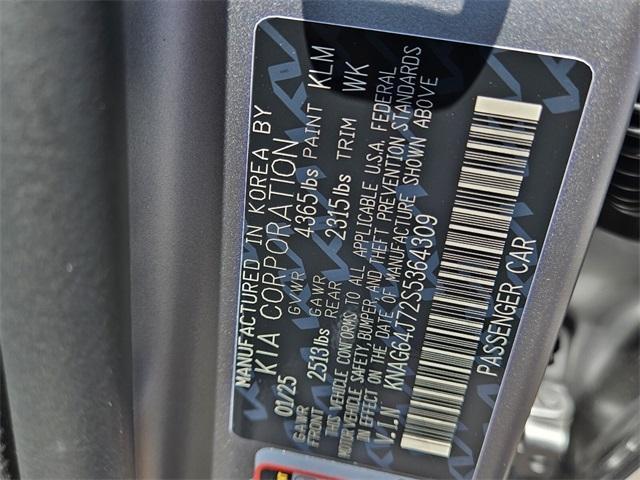 MANUFACTURED IN KOREA BY
KIA CORPORATION
01/25 GVWR 4365lbs PAINT KLM
GAWR FRONT 2513lbs GAWR REAR 2315lbs TRIM WK
THIS VEHICLE CONFORMS TO ALL APPLICABLE U.S.A. FEDERAL
MOTOR VEHICLE SAFETY, BUMPER, AND THEFT PREVENTION STANDARDS
IN EFFECT ON THE DATE OF MANUFACTURE SHOWN ABOVE
V.I.N KNAG64J72S5364309
PASSENGER CAR